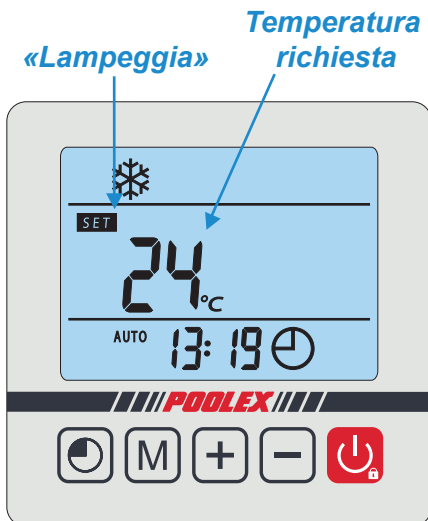 Temperatura
«Lampeggia» richiesta
SET
24 °C
AUTO 13:19
POOLEX
M + −